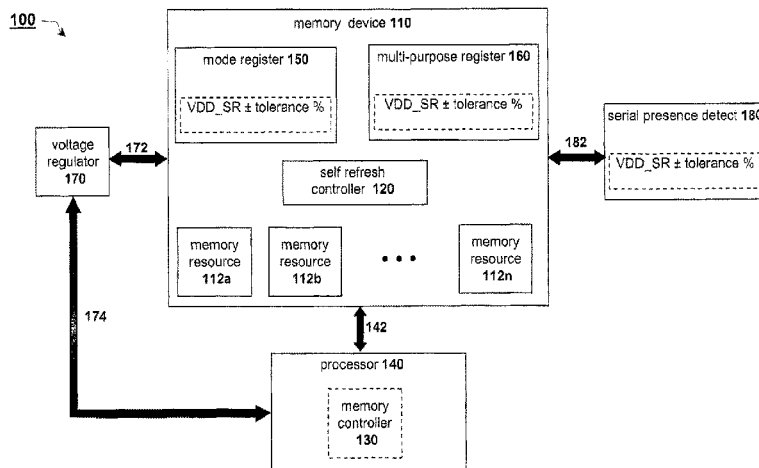 100
memory device 110
mode register 150
VDD_SR ± tolerance %
multi-purpose register 160
VDD_SR ± tolerance %
serial presence detect 180
VDD_SR ± tolerance %
voltage
regulator
170
172
182
self refresh
controller 120
memory
resource
112a
memory
resource
112b
• • •
memory
resource
112n
174
142
processor 140
memory
controller
130